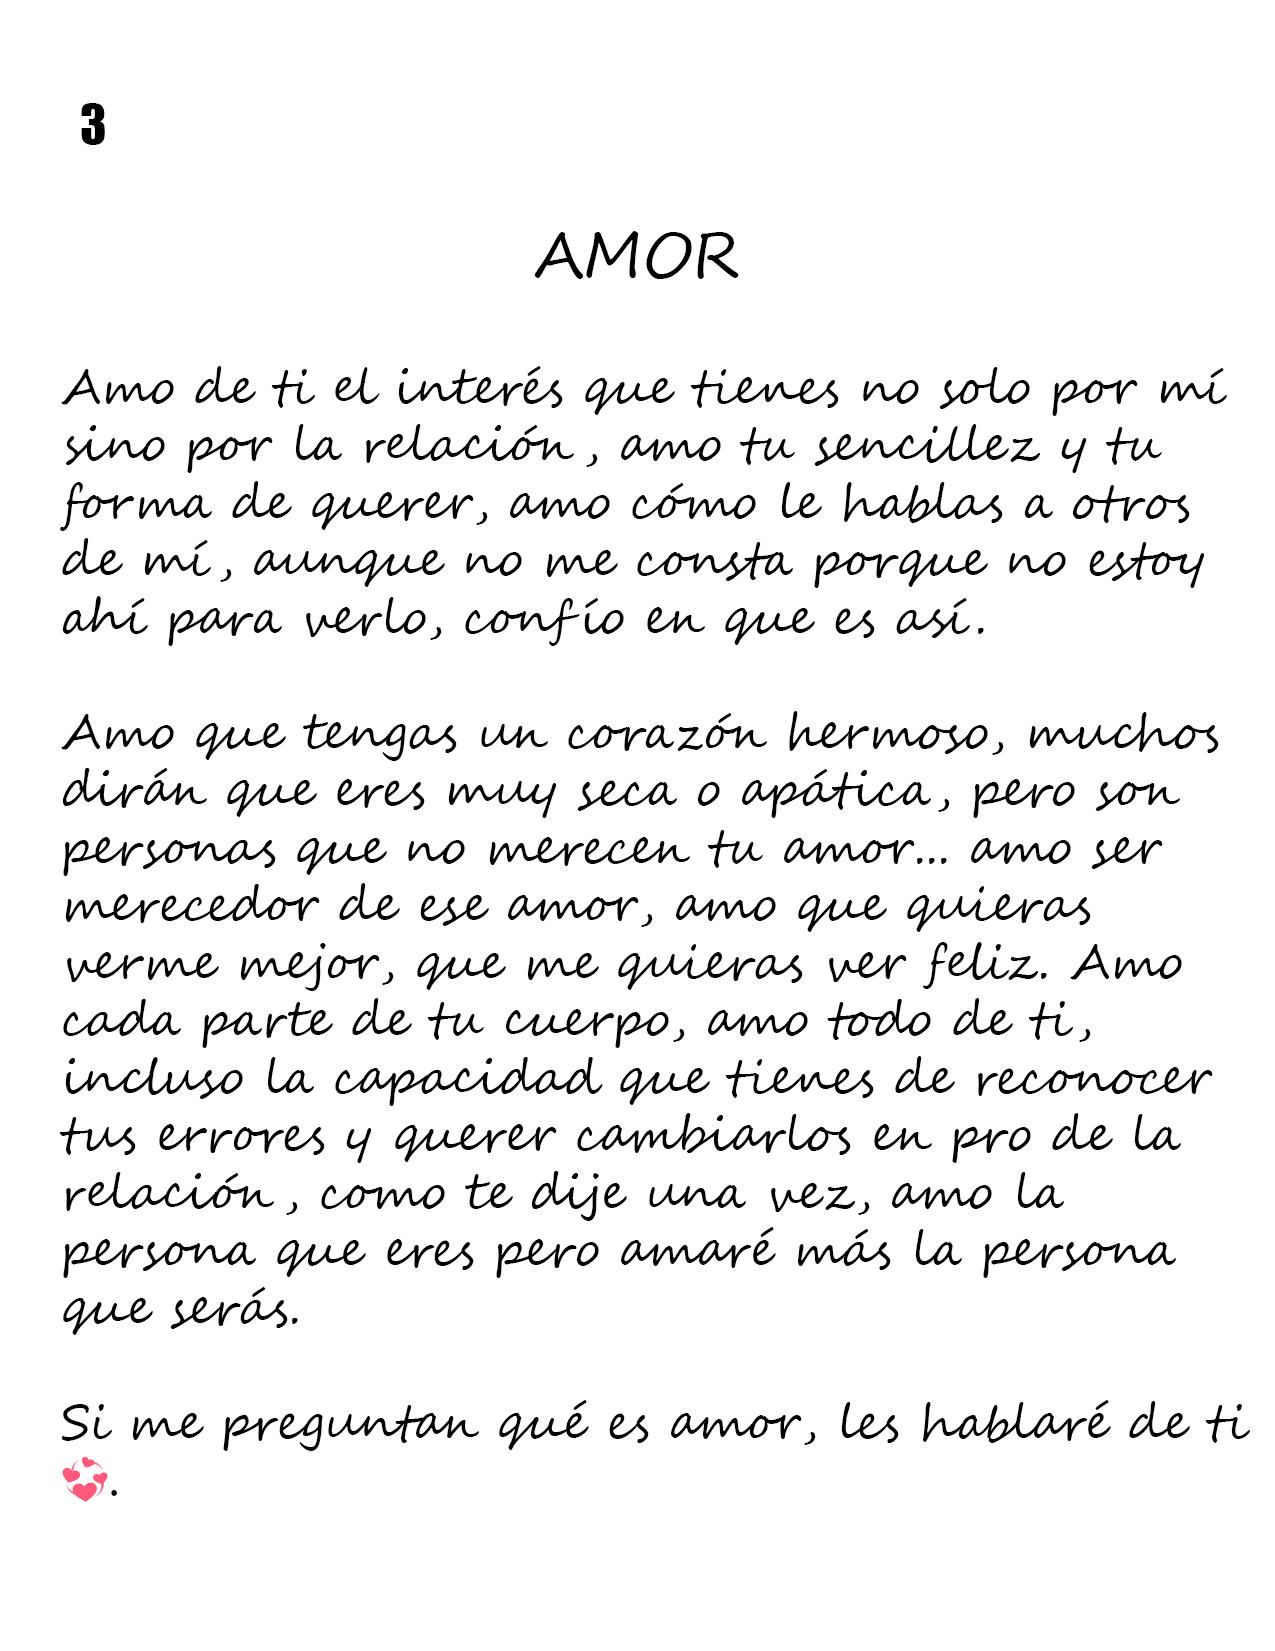 3
AMOR
Amo de ti el interés que tienes no solo por mí
sino por la relación, amo tu sencillez y tu
forma de querer, amo cómo le hablas a otros
de mí, aunque no me consta porque no estoy
ahí para verlo, confío en que es así.
Amo que tengas un corazón hermoso, muchos
dirán que eres muy seca o apática, pero son
personas que no merecen tu amor... amo ser
merecedor de ese amor, amo que quieras
verme mejor, que me quieras ver feliz. Amo
cada parte de tu cuerpo, amo todo de ti,
incluso la capacidad que tienes de reconocer
tus errores y querer cambiarlos en pro de la
relación, como te dije una vez, amo la
persona que eres pero amaré más la persona
que serás.
Si me preguntan qué es amor, les hablaré de ti
💞.